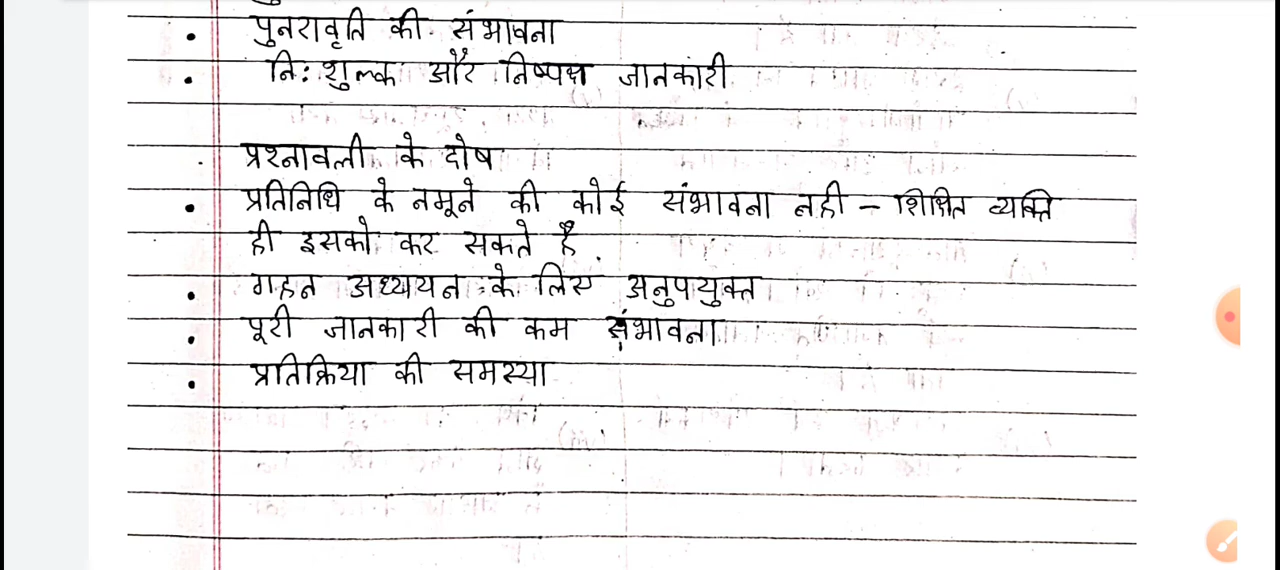 पुनरावृति की संभावना
नि: शुल्क और निष्पक्ष जानकारी
प्रश्नावली के दोष
प्रतिनिधि के नमूने की कोई संभावना नही - शिक्षित व्यक्ति
ही इसको कर सकते है
गहन अध्ययन के लिए अनुपयुक्त
पूरी जानकारी की कम संभावना
प्रतिक्रिया की समस्या